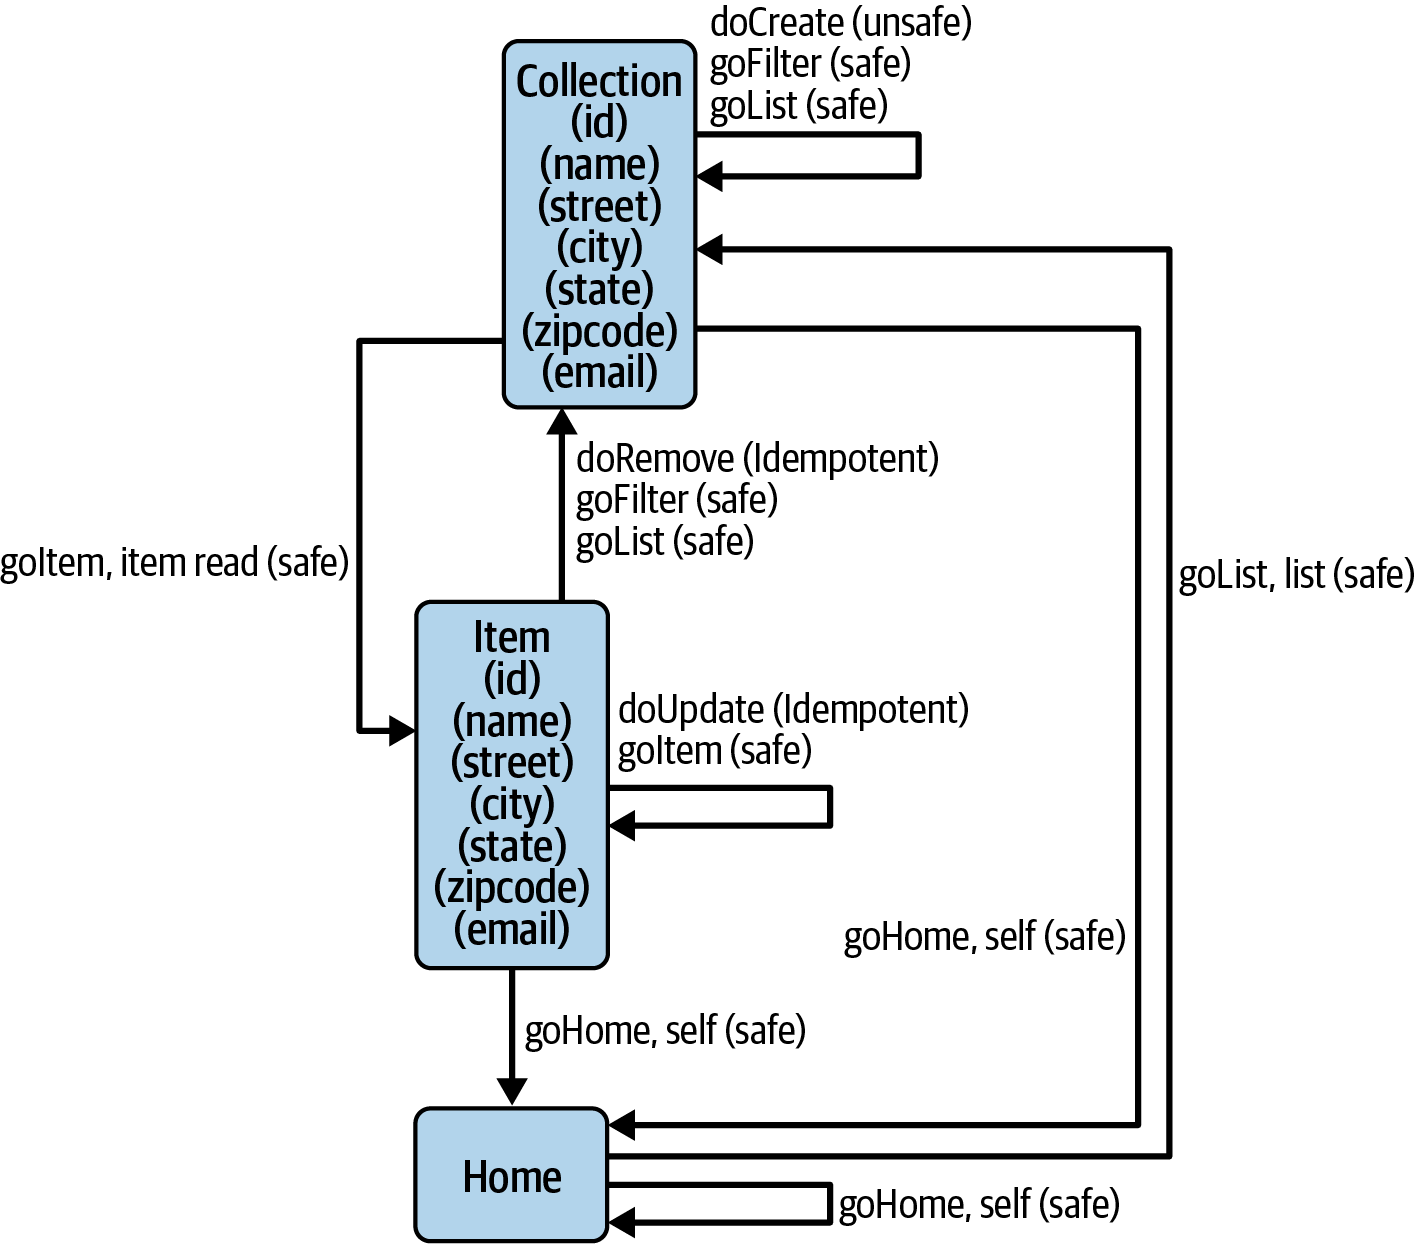 doCreate (unsafe)
goFilter (safe)
goList (safe)
Collection
(id)
(name)
(street)
(city)
(state)
(zipcode)
(email)
doRemove (Idempotent)
goFilter (safe)
goList (safe)
goItem, item read (safe)
goList, list (safe)
Item
(id)
(name)
(street)
(city)
(state)
(zipcode)
(email)
doUpdate (Idempotent)
goItem (safe)
goHome, self (safe)
goHome, self (safe)
Home
goHome, self (safe)